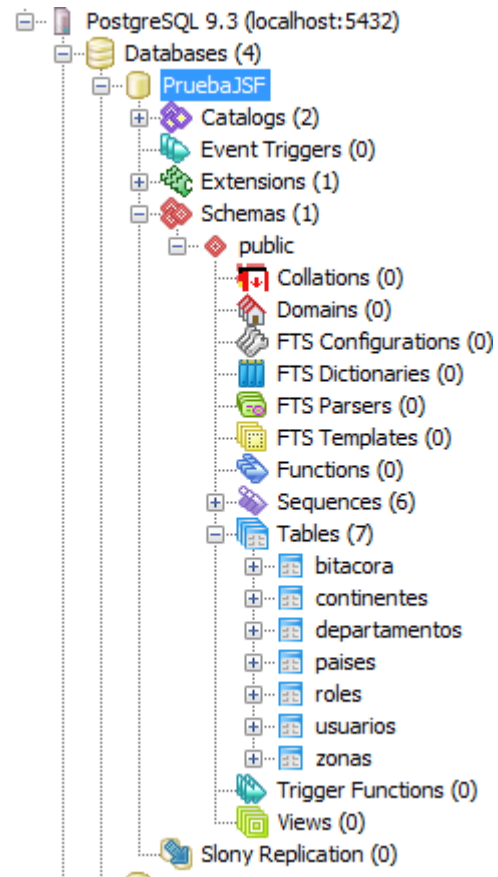 PostgreSQL 9.3 (localhost:5432)
Databases (4)
PruebaJSF
Catalogs (2)
Event Triggers (0)
Extensions (1)
Schemas (1)
public
Collations (0)
Domains (0)
FTS Configurations (0)
FTS Dictionaries (0)
FTS Parsers (0)
FTS Templates (0)
Functions (0)
Sequences (6)
Tables (7)
bitacora
continentes
departamentos
paises
roles
usuarios
zonas
Trigger Functions (0)
Views (0)
Slony Replication (0)